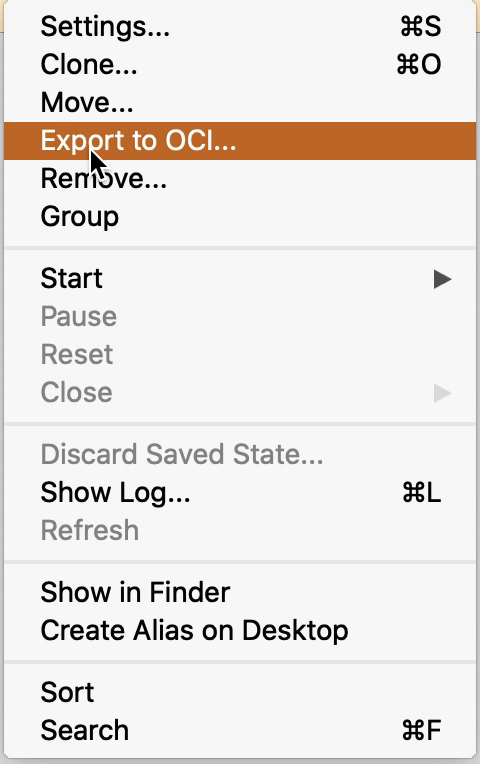 Settings... ⌘S
Clone... ⌘O
Move...
Export to OCI...
Remove...
Group
Start
Pause
Reset
Close
Discard Saved State...
Show Log... ⌘L
Refresh
Show in Finder
Create Alias on Desktop
Sort
Search ⌘F